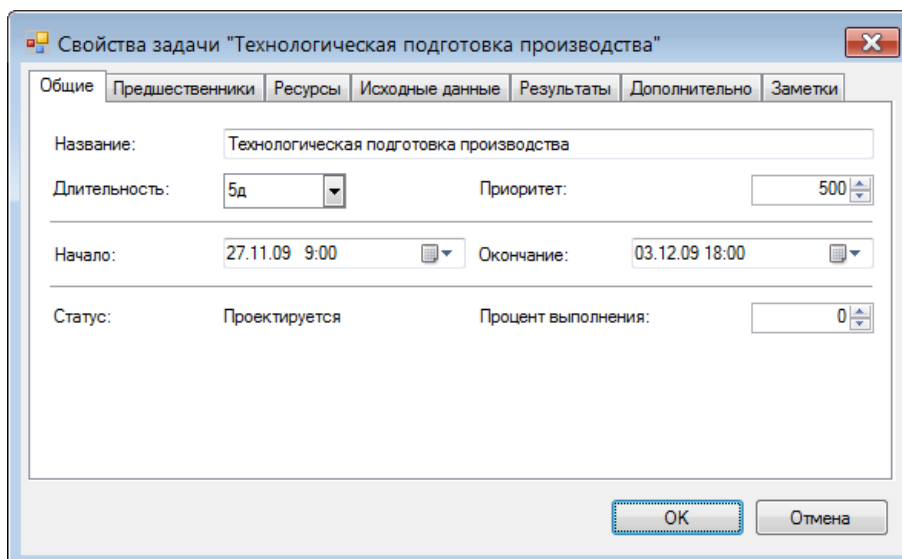 Свойства задачи "Технологическая подготовка производства"
Общие Предшественники Ресурсы Исходные данные Результаты Дополнительно Заметки
Название: Технологическая подготовка производства
Длительность: 5д Приоритет: 500
Начало: 27.11.09 9:00 Окончание: 03.12.09 18:00
Статус: Проектируется Процент выполнения: 0
OK Отмена